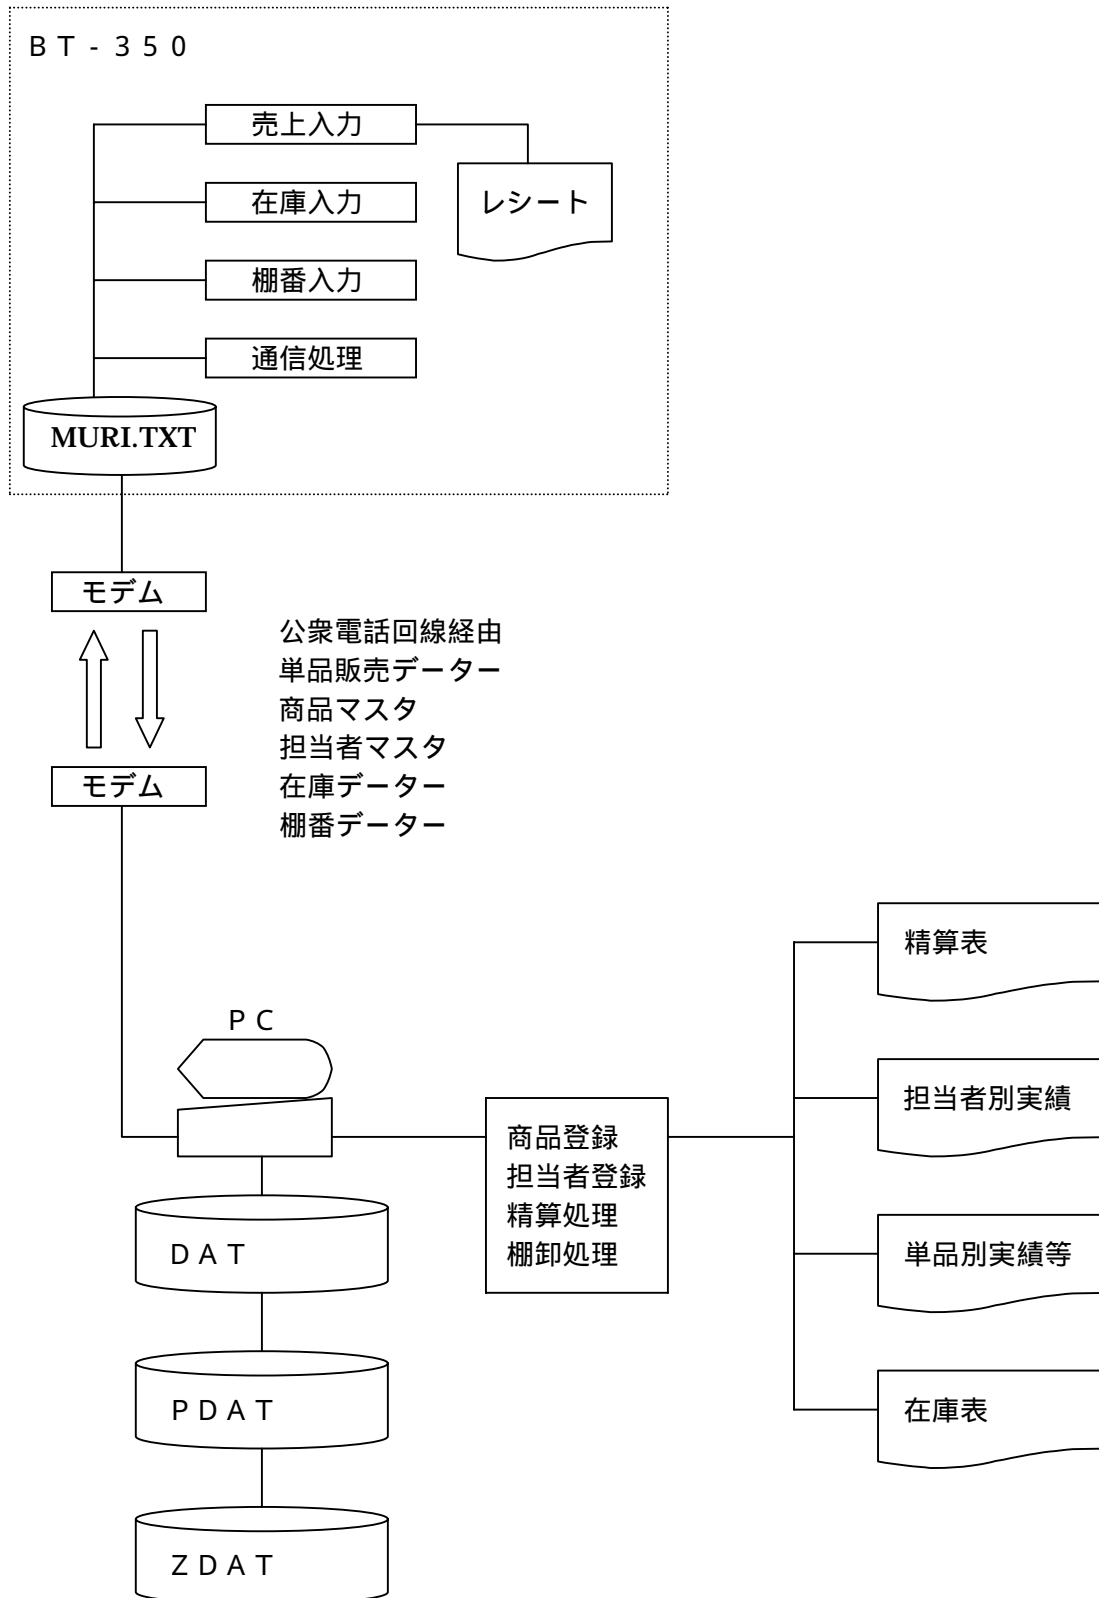 ＢＴ-３５０
売上入力
レシート
在庫入力
棚番入力
通信処理
MURI.TXT
モデム
公衆電話回線経由
単品販売データー
商品マスタ
担当者マスタ
在庫データー
棚番データー
モデム
精算表
ＰＣ
担当者別実績
商品登録
担当者登録
精算処理
棚卸処理
単品別実績等
ＤＡＴ
ＰＤＡＴ
在庫表
ＺＤＡＴ